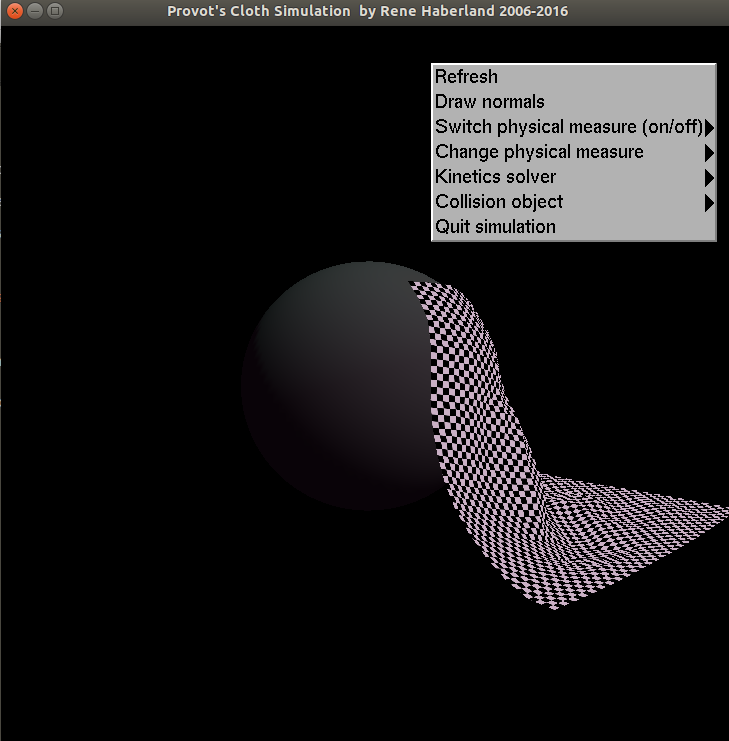 Provot's Cloth Simulation  by Rene Haberland 2006-2016
Refresh
Draw normals
Switch physical measure (on/off)
Change physical measure
Kinetics solver
Collision object
Quit simulation